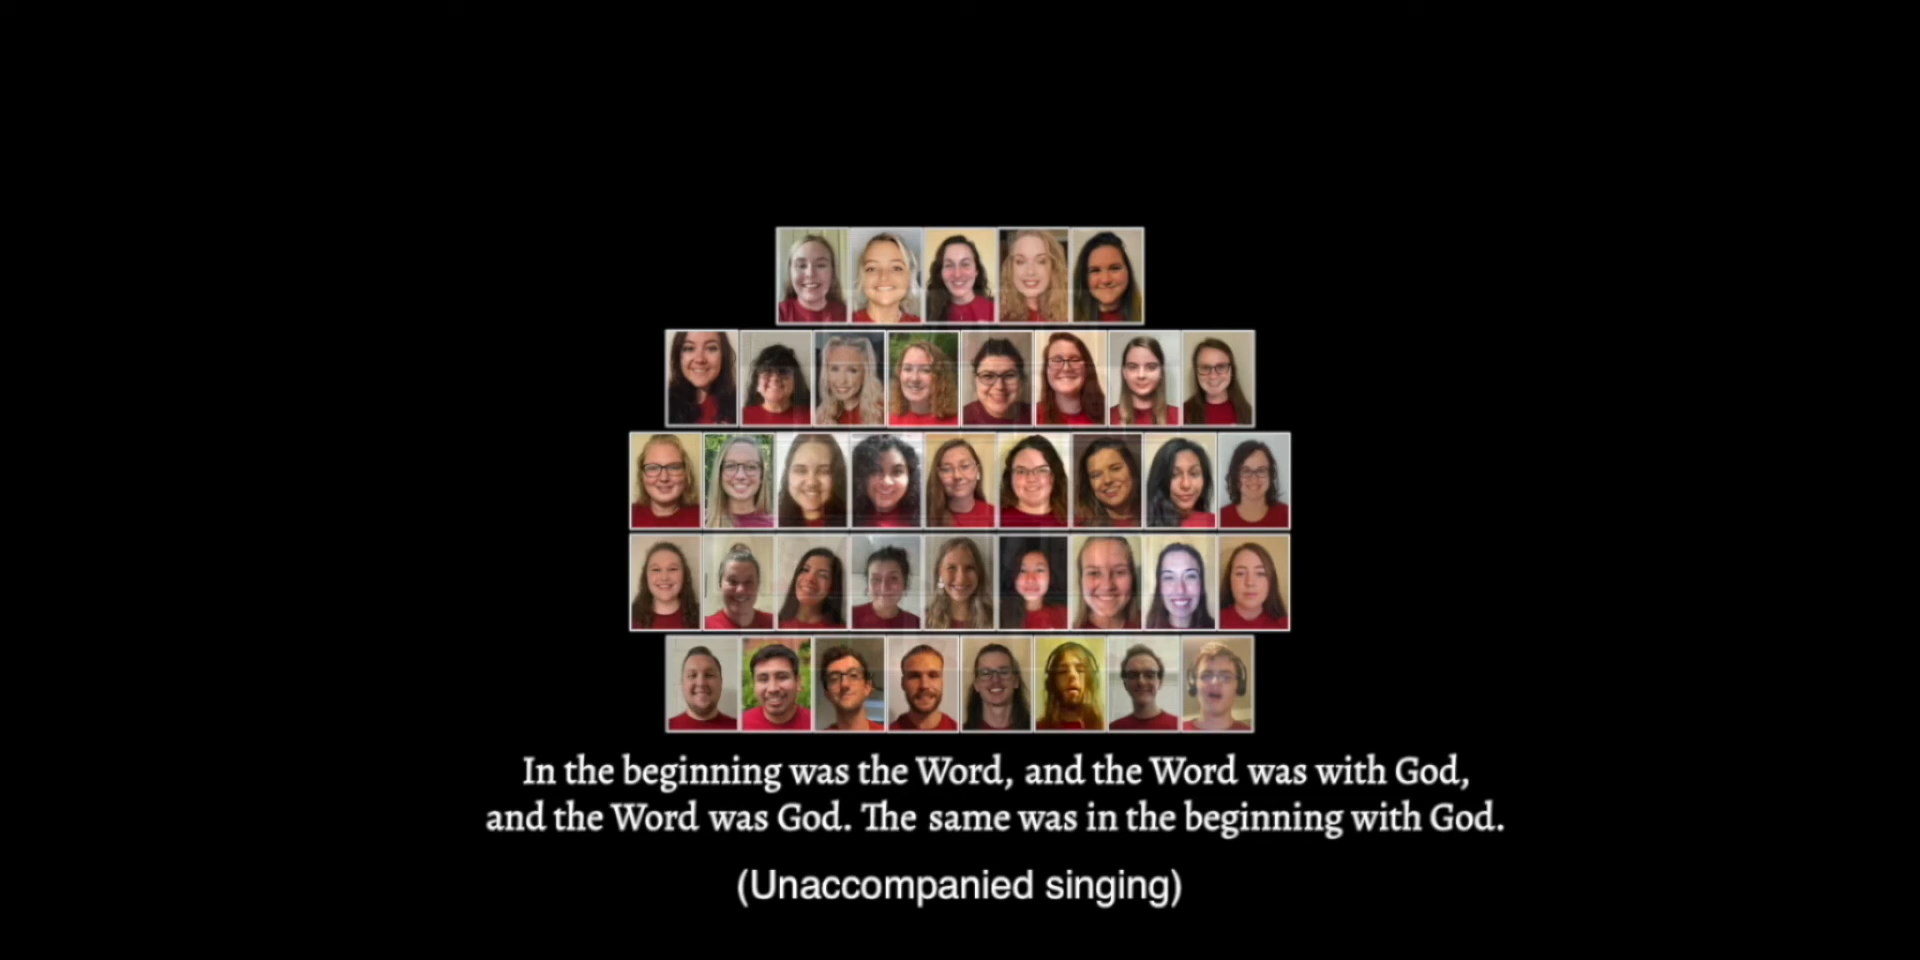 In the beginning was the Word, and the Word was with God,
and the Word was God. The same was in the beginning with God.
(Unaccompanied singing)